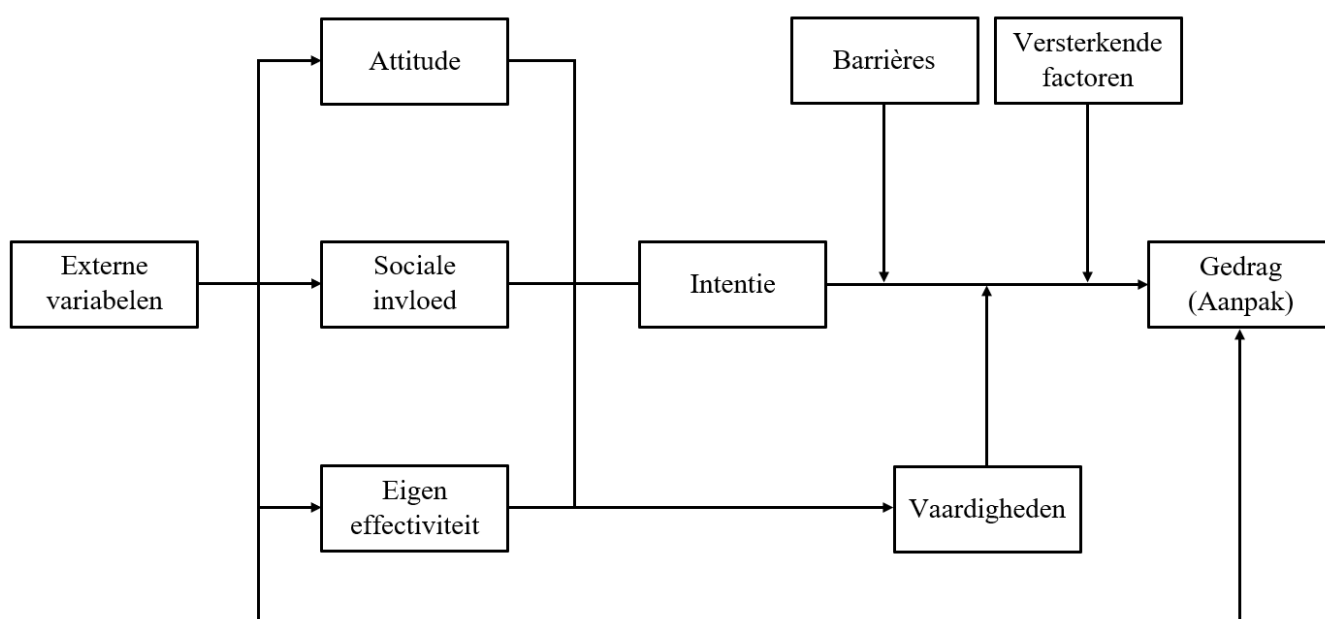 Attitude
Barrières
Versterkende
factoren
Externe
variabelen
Sociale
invloed
Intentie
Gedrag
(Aanpak)
Eigen
effectiviteit
Vaardigheden